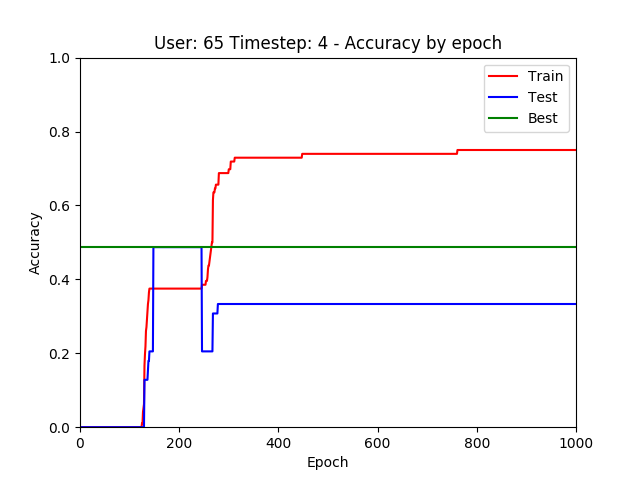 User: 65 Timestep: 4 - Accuracy by epoch
1.0
0.8
0.6
0.4
0.2
0.0
Accuracy
Train
Test
Best
0 200 400 600 800 1000
Epoch